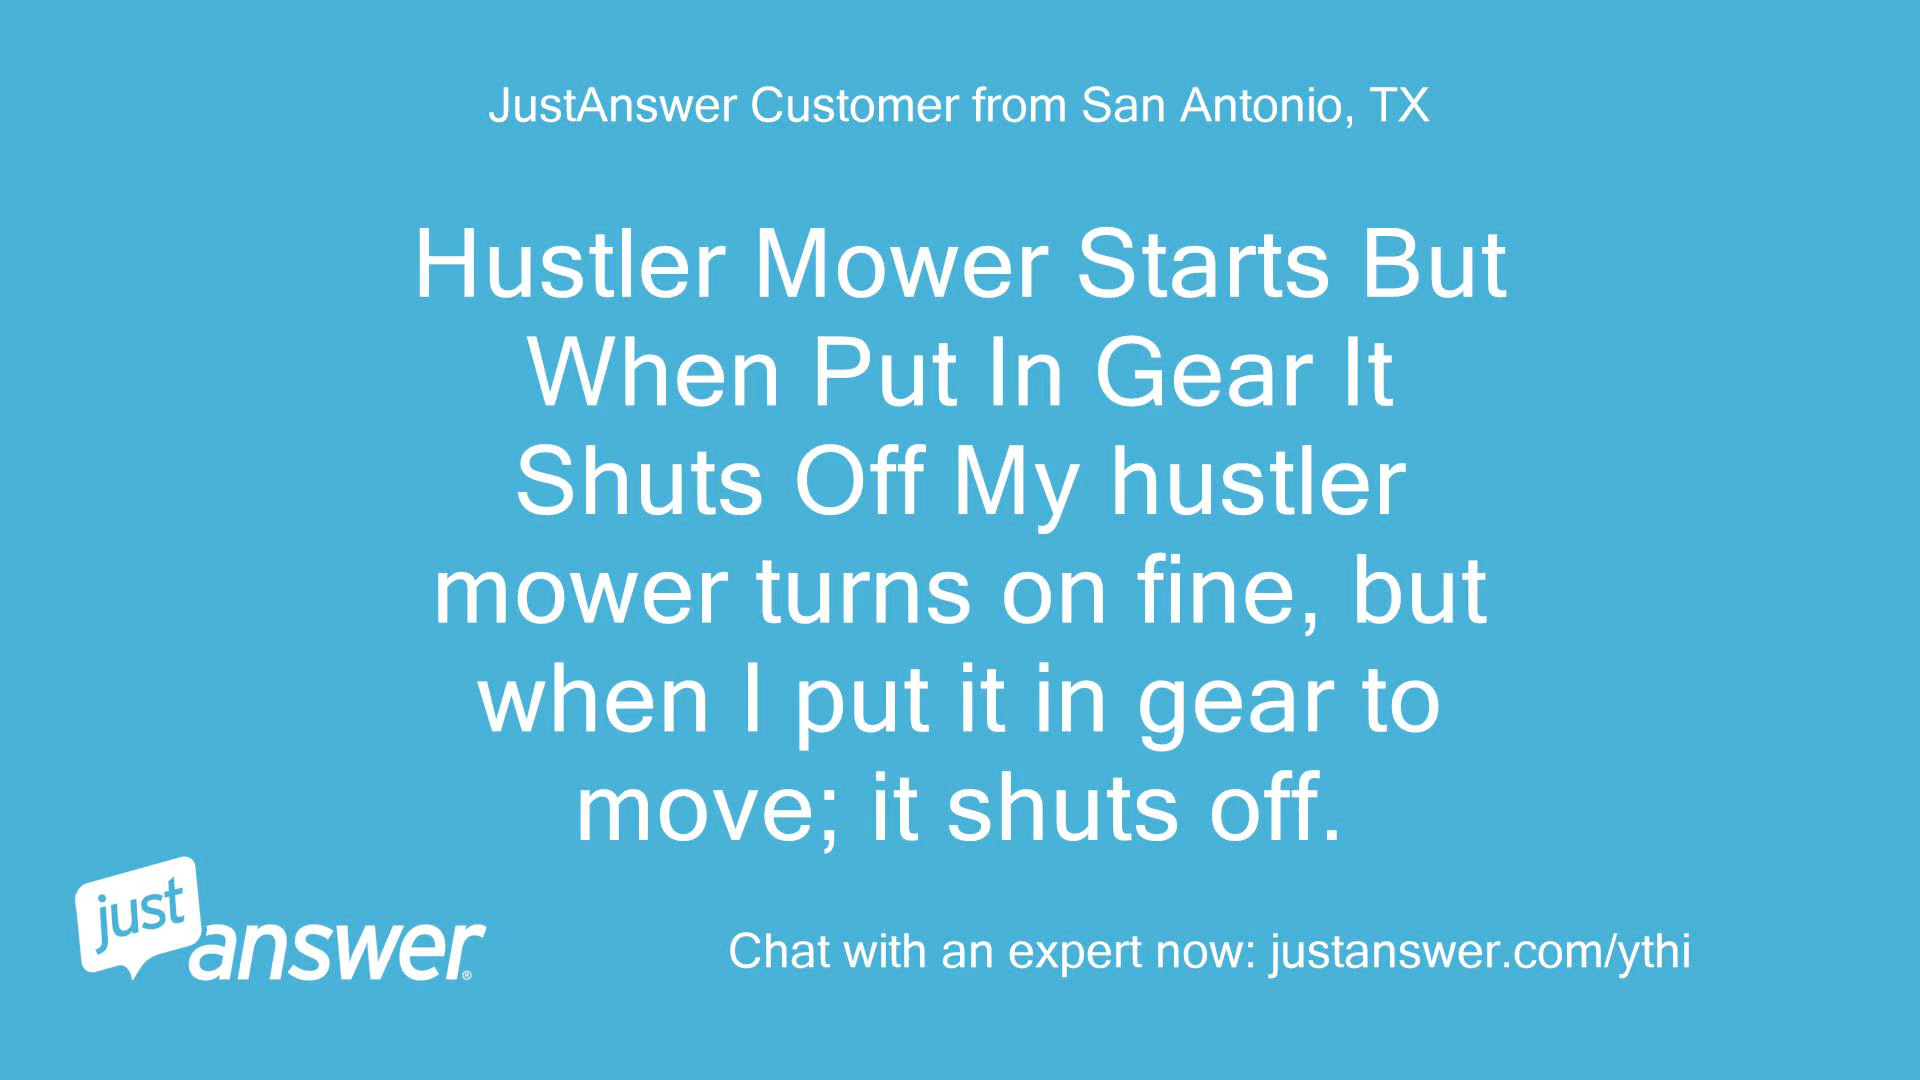 JustAnswer Customer from San Antonio, TX
Hustler Mower Starts But
When Put In Gear It
Shuts Off My hustler
mower turns on fine, but
when I put it in gear to
move; it shuts off.
just
answer®
Chat with an expert now: justanswer.com/ythi